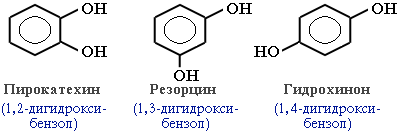 OH
OH
Пирокатехин
(1,2-дигидрокси-
бензол)
OH
OH
Резорцин
(1,3-дигидрокси-
бензол)
OH
HO
Гидрохинон
(1,4-дигидрокси-
бензол)